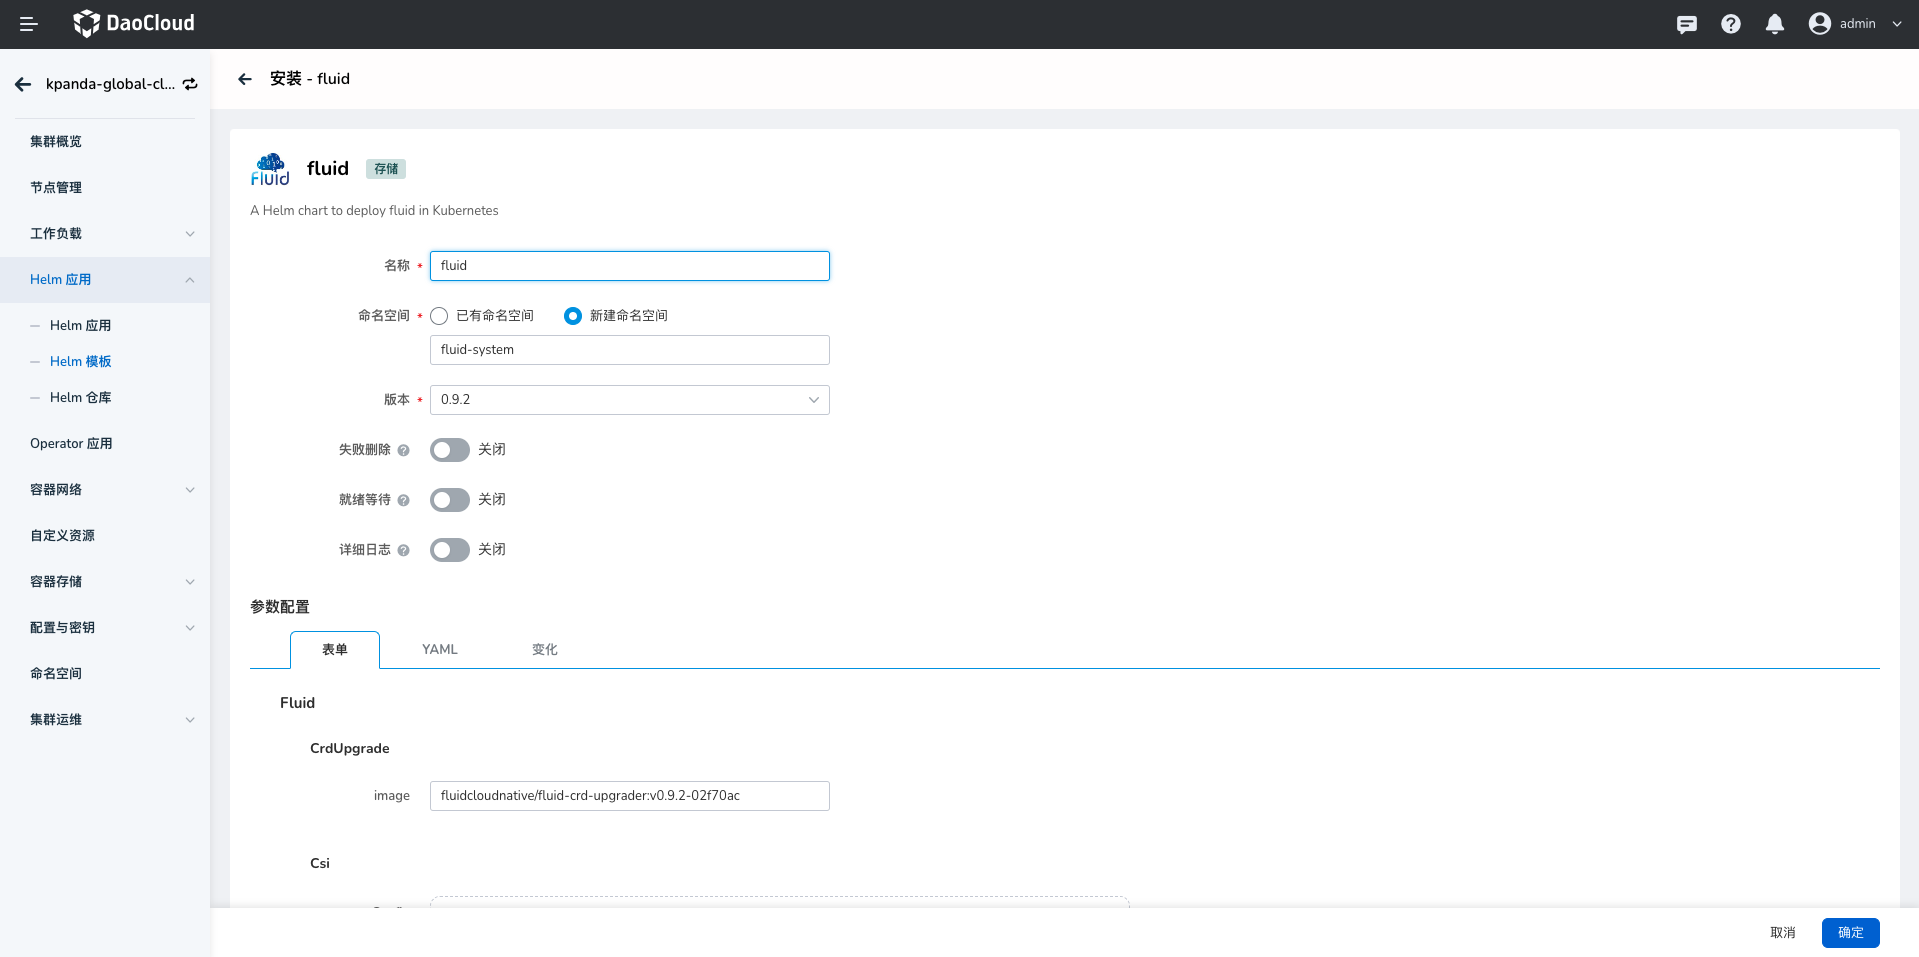 DaoCloud
admin
kpanda-global-cl...
集群概览
节点管理
工作负载
Helm 应用
Helm 应用
Helm 模板
Helm 仓库
Operator 应用
容器网络
自定义资源
容器存储
配置与密钥
命名空间
集群运维
安装 - fluid
Fluid
fluid 存储
A Helm chart to deploy fluid in Kubernetes
名称 * fluid
命名空间 * 已有命名空间 新建命名空间
fluid-system
版本 * 0.9.2
失败删除 关闭
就绪等待 关闭
详细日志 关闭
参数配置
表单 YAML 变化
Fluid
CrdUpgrade
image fluidcloudnative/fluid-crd-upgrader:v0.9.2-02f70ac
Csi
取消 确定